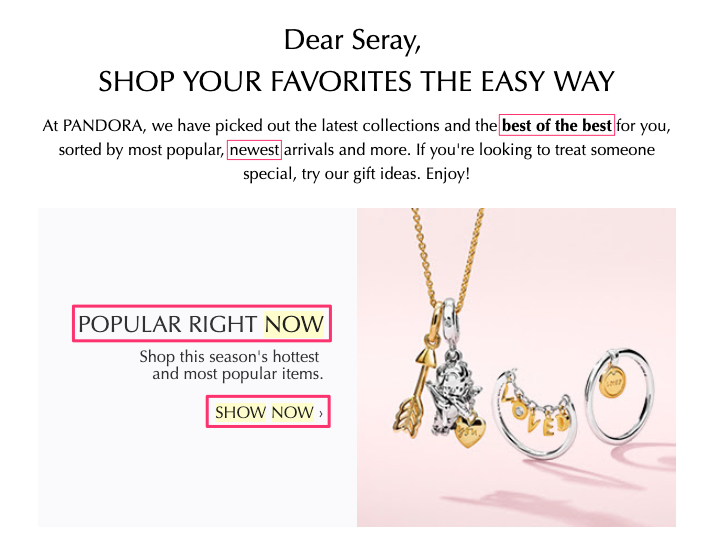 Dear Seray,
SHOP YOUR FAVORITES THE EASY WAY
At PANDORA, we have picked out the latest collections and the best of the best for you,
sorted by most popular, newest arrivals and more. If you're looking to treat someone
special, try our gift ideas. Enjoy!
POPULAR RIGHT NOW
Shop this season's hottest
and most popular items.
SHOW NOW ›
you
LOVED